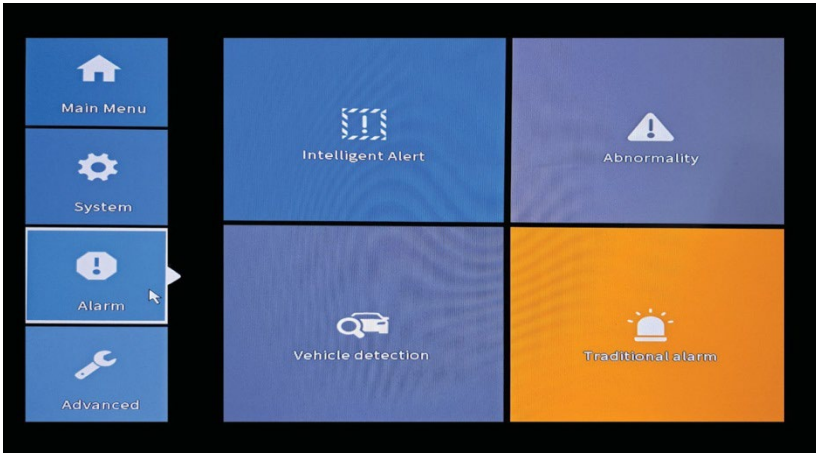 Main Menu
System
Alarm
Advanced
Intelligent Alert
Abnormality
Vehicle detection
Traditional alarm